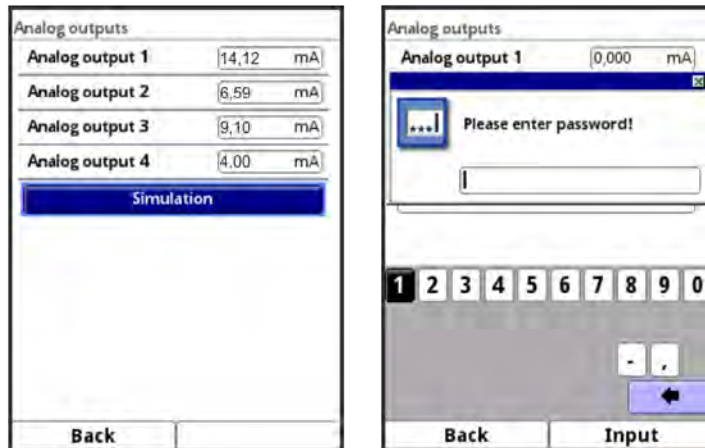 Analog outputs
Analog output 1 14,12 mA
Analog output 2 6,59 mA
Analog output 3 9,10 mA
Analog output 4 4,00 mA
Simulation
Back
Analog outputs
Analog output 1 0,000 mA
...|
Please enter password!
1 2 3 4 5 6 7 8 9 0
- ,
Back Input